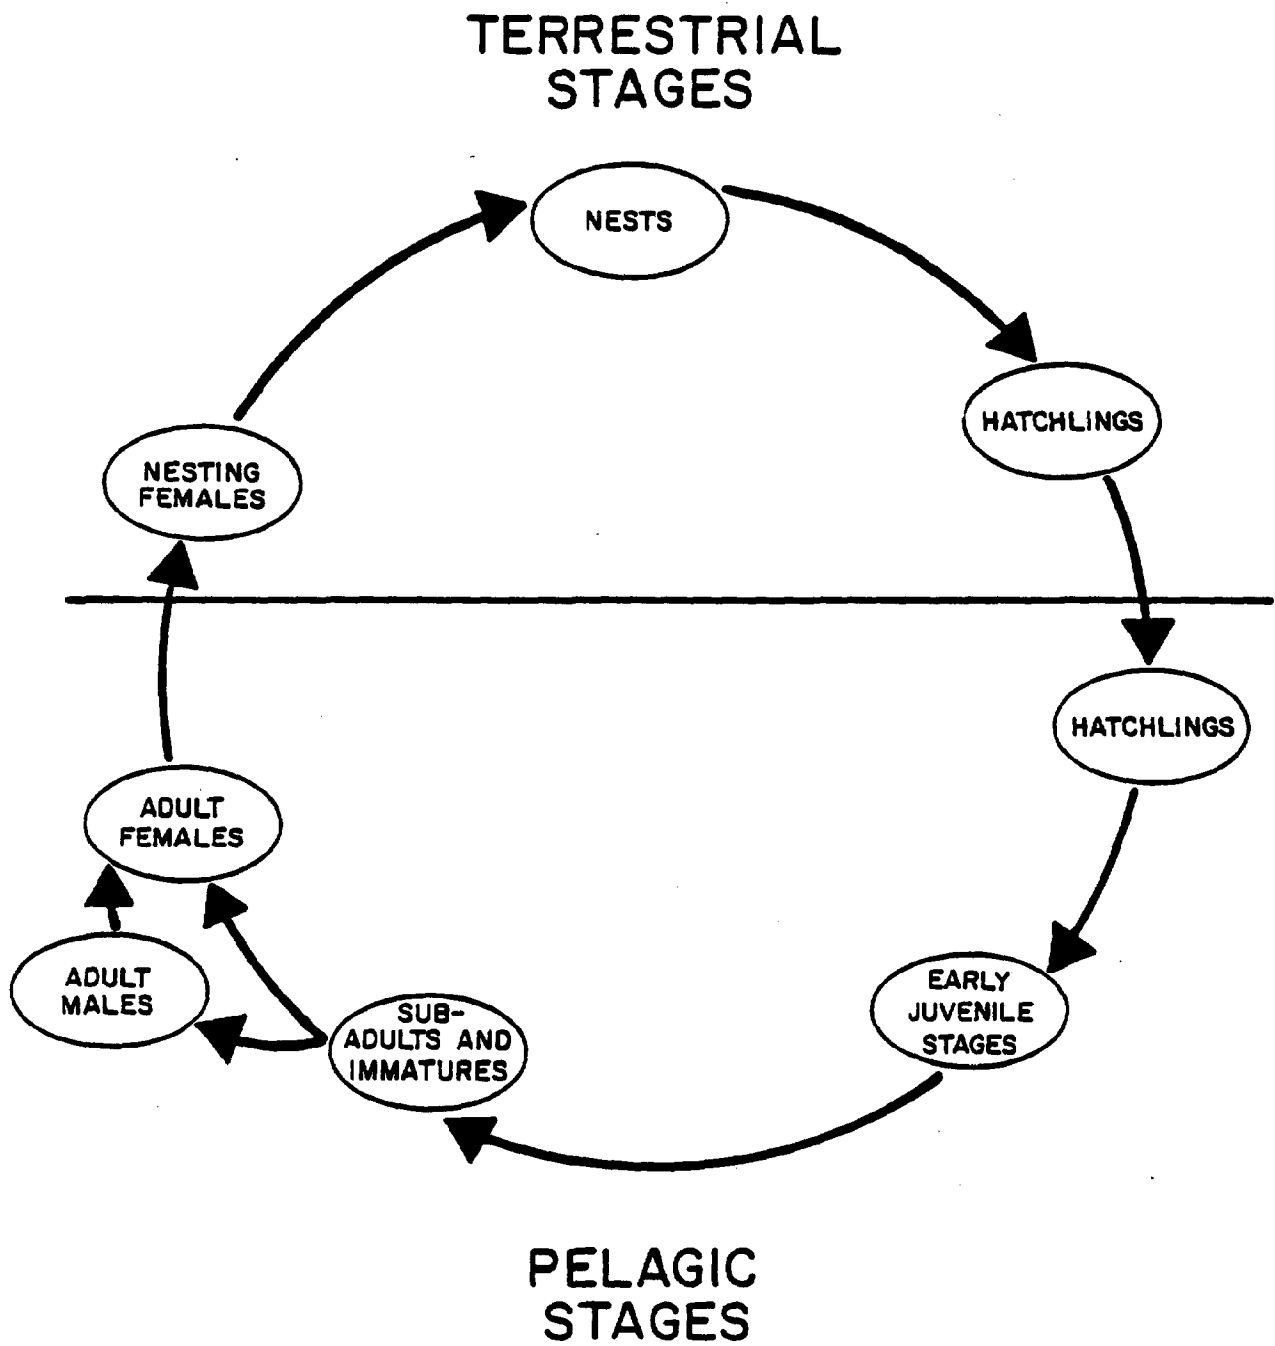 TERRESTRIAL
STAGES
NESTS
HATCHLINGS
NESTING
FEMALES
HATCHLINGS
ADULT
FEMALES
ADULT
MALES
EARLY
JUVENILE
STAGES
SUB-
ADULTS AND
IMMATURES
PELAGIC
STAGES